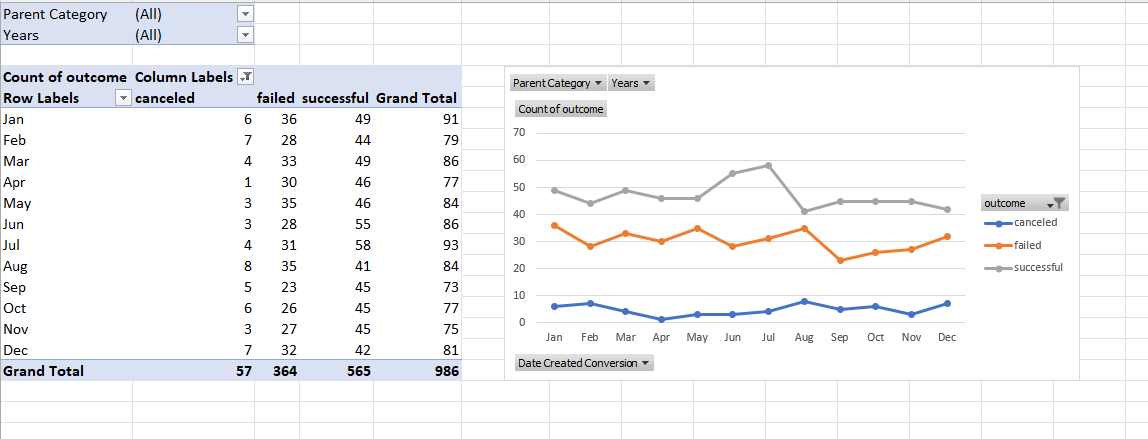 Parent Category (All)
Years (All)
Count of outcome Column Labels
Row Labels canceled failed successful Grand Total
Jan 6 36 49 91
Feb 7 28 44 79
Mar 4 33 49 86
Apr 1 30 46 77
May 3 35 46 84
Jun 3 28 55 86
Jul 4 31 58 93
Aug 8 35 41 84
Sep 5 23 45 73
Oct 6 26 45 77
Nov 3 27 45 75
Dec 7 32 42 81
Grand Total 57 364 565 986
Parent Category Years
Count of outcome
70
60
50
40
30
20
10
0
Jan Feb Mar Apr May Jun Jul Aug Sep Oct Nov Dec
outcome
canceled
failed
successful
Date Created Conversion